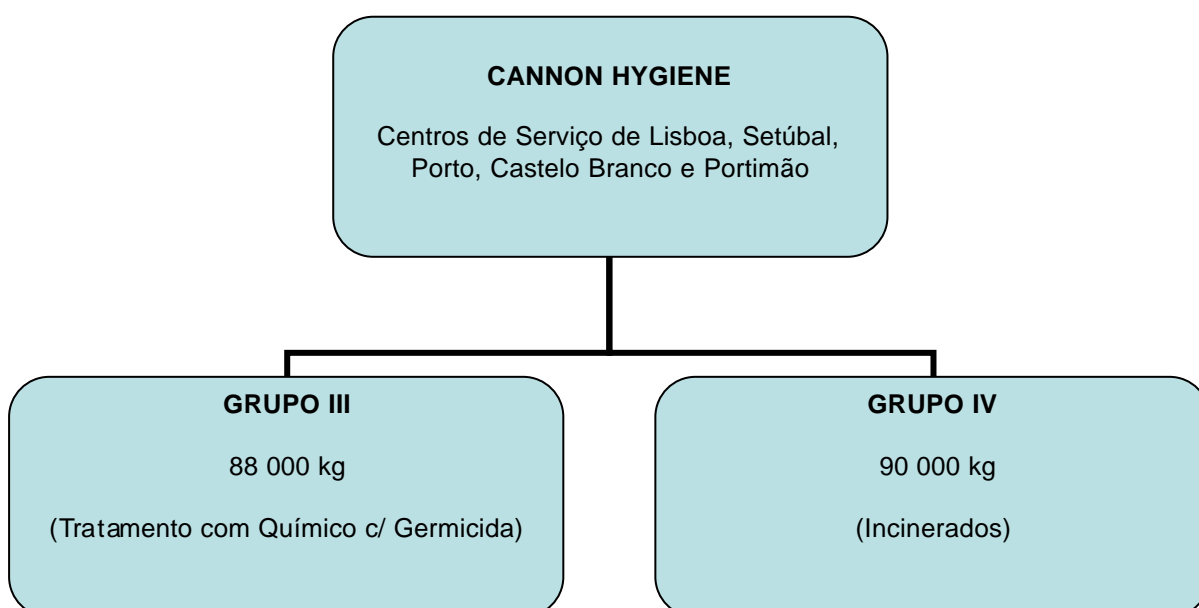 CANNON HYGIENE
Centros de Serviço de Lisboa, Setúbal,
Porto, Castelo Branco e Portimão
GRUPO III
88 000 kg
(Tratamento com Químico c/ Germicida)
GRUPO IV
90 000 kg
(Incinerados)